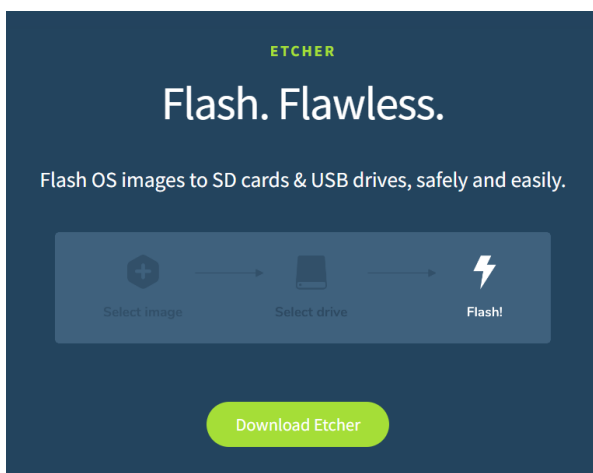 ETCHER
Flash. Flawless.
Flash OS images to SD cards & USB drives, safely and easily.
Select image
Select drive
Flash!
Download Etcher